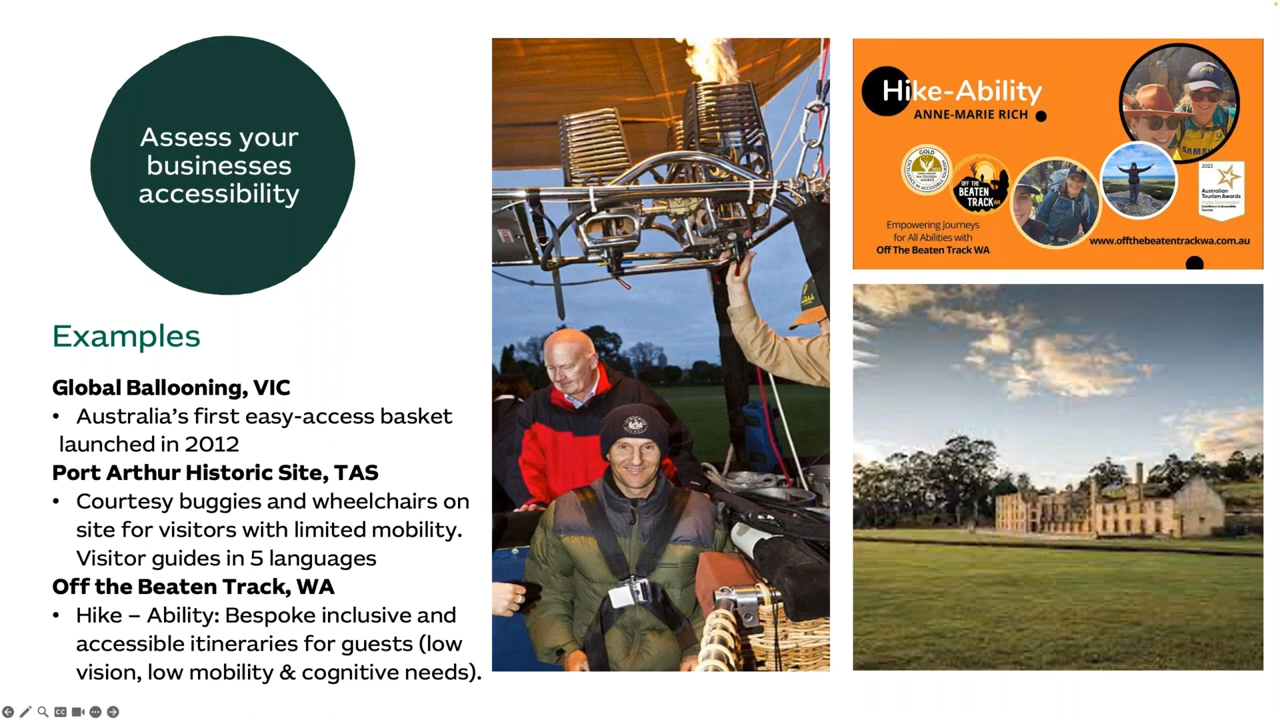 Assess your
businesses
accessibility
Examples
Global Ballooning, VIC
• Australia’s first easy-access basket
launched in 2012
Port Arthur Historic Site, TAS
• Courtesy buggies and wheelchairs on
site for visitors with limited mobility.
Visitor guides in 5 languages
Off the Beaten Track, WA
• Hike – Ability: Bespoke inclusive and
accessible itineraries for guests (low
vision, low mobility & cognitive needs).
Hike-Ability
ANNE-MARIE RICH
SAMSUNG
GOLD
OFF THE
BEATEN
TRACK WA
2023
Australian
Tourism Awards
Empowering Journeys
for All Abilities with
Off The Beaten Track WA
www.offthebeatentrackwa.com.au